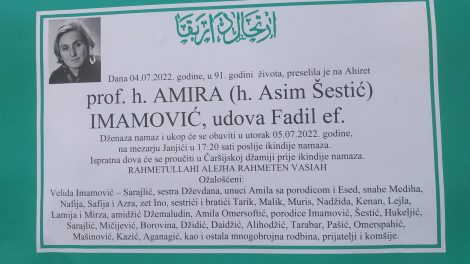 Dana 04.07.2022. godine, u 91. godini života, preselila je na Ahiret
prof. h. AMIRA (h. Asim Šestić)
IMAMOVIĆ, udova Fadil ef.
Dženaza namaz i ukop će se obaviti u utorak 05.07.2022. godine,
na mezarju Janjići u 17:20 sati poslije ikindije namaza.
Ispratna dova će se proučiti u Čaršijskoj džamiji prije ikindije namaza.
RAHMETULLAHI ALEJHA RAHMETEN VASIAH
Ožalošćeni:
Velida Imamović – Sarajlić, sestra Dževdana, unuci Amila sa porodicom i Esed, snahe Mediha,
Nafija, Safija i Azra, zet Ino, sestrići i bratići Tarik, Malik, Muris, Nadžida, Kenan, Lejla,
Lamija i Mirza, amidžić Džemaludin, Amila Omersoftić, porodice Imamović, Šestić, Hukeljić,
Sarajlić, Mičijević, Borovina, Džidić, Daidžić, Alihodžić, Tarabar, Pašić, Omerspahić,
Mašinović, Kazić, Aganagić, kao i ostala mnogobrojna rodbina, prijatelji i komšije.